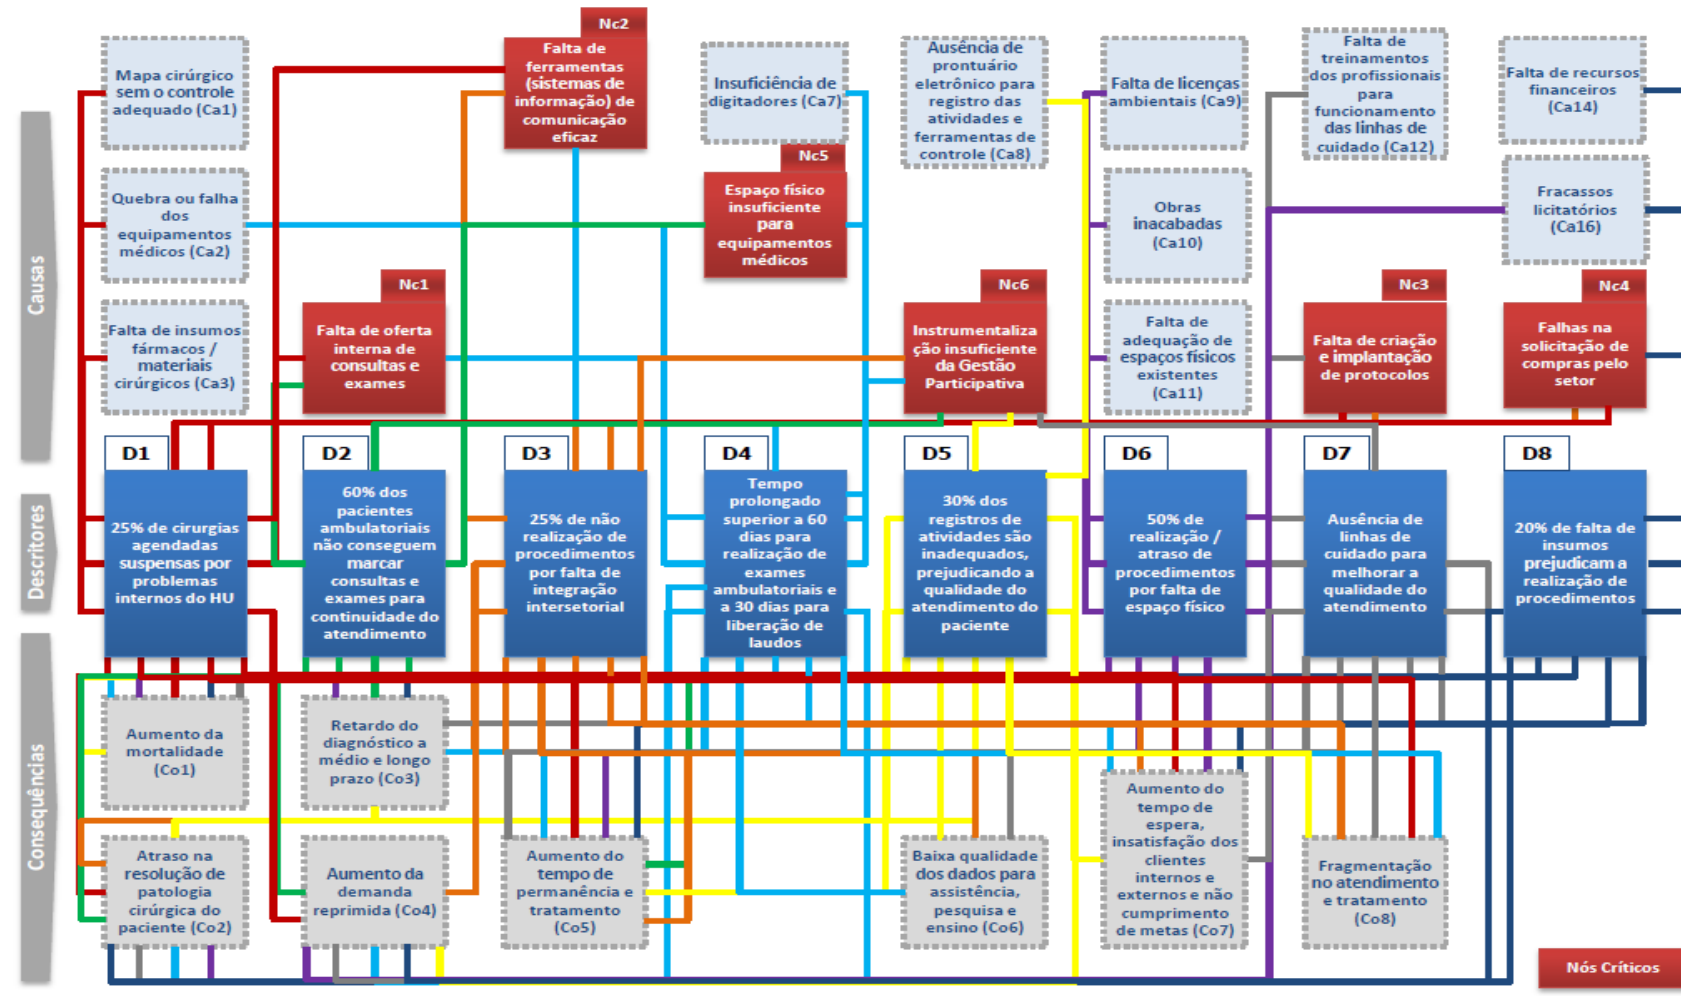 Causas
Nc2
Falta de
ferramentas
(sistemas de
informação) de
comunicação
eficaz
Mapa cirúrgico
sem o controle
adequado (Ca1)
Insuficiência de
digitadores (Ca7)
Ausência de
prontuário
eletrônico para
registro das
atividades e
ferramentas de
controle (Ca8)
Falta de licenças
ambientais (Ca9)
Falta de
treinamentos
dos profissionais
para
funcionamento
das linhas de
cuidado (Ca12)
Falta de recursos
financeiros
(Ca14)
Quebra ou falha
dos
equipamentos
médicos (Ca2)
Nc5
Espaço físico
insuficiente
para
equipamentos
médicos
Obras
inacabadas
(Ca10)
Fracassos
licitatórios
(Ca16)
Falta de insumos
fármacos /
materiais
cirúrgicos (Ca3)
Nc1
Falta de oferta
interna de
consultas e
exames
Nc6
Instrumentaliza
ção insuficiente
da Gestão
Participativa
Falta de
adequação de
espaços físicos
existentes
(Ca11)
Nc3
Falta de criação
e implantação
de protocolos
Nc4
Falhas na
solicitação de
compras pelo
setor
Descritores
D1
25% de cirurgias
agendadas
suspensas por
problemas
internos do HU
D2
60% dos
pacientes
ambulatoriais
não conseguem
marcar
consultas e
exames para
continuidade do
atendimento
D3
25% de não
realização de
procedimentos
por falta de
integração
intersetorial
D4
Tempo
prolongado
superior a 60
dias para
realização de
exames
ambulatoriais e
a 30 dias para
liberação de
laudos
D5
30% dos
registros de
atividades são
inadequados,
prejudicando a
qualidade do
atendimento do
paciente
D6
50% de
realização /
atraso de
procedimentos
por falta de
espaço físico
D7
Ausência de
linhas de
cuidado para
melhorar a
qualidade do
atendimento
D8
20% de falta de
insumos
prejudicam a
realização de
procedimentos
Consequências
Aumento da
mortalidade
(Co1)
Retardo do
diagnóstico a
médio e longo
prazo (Co3)
Atraso na
resolução de
patologia
cirúrgica do
paciente (Co2)
Aumento da
demanda
reprimida (Co4)
Aumento do
tempo de
permanência e
tratamento
(Co5)
Baixa qualidade
dos dados para
assistência,
pesquisa e
ensino (Co6)
Aumento do
tempo de
espera,
insatisfação dos
clientes
internos e
externos e não
cumprimento
de metas (Co7)
Fragmentação
no atendimento
e tratamento
(Co8)
Nós Críticos